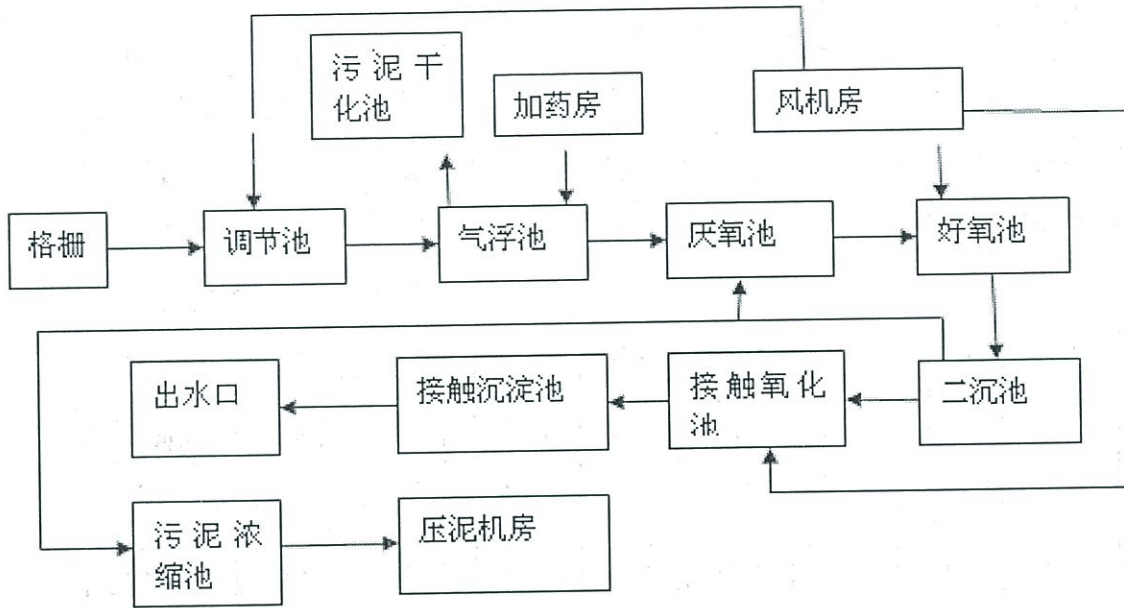 污泥干
化池
加药房
风机房
格栅
调节池
气浮池
厌氧池
好氧池
出水口
接触沉淀池
接触氧化
池
二沉池
污泥浓
缩池
压泥机房